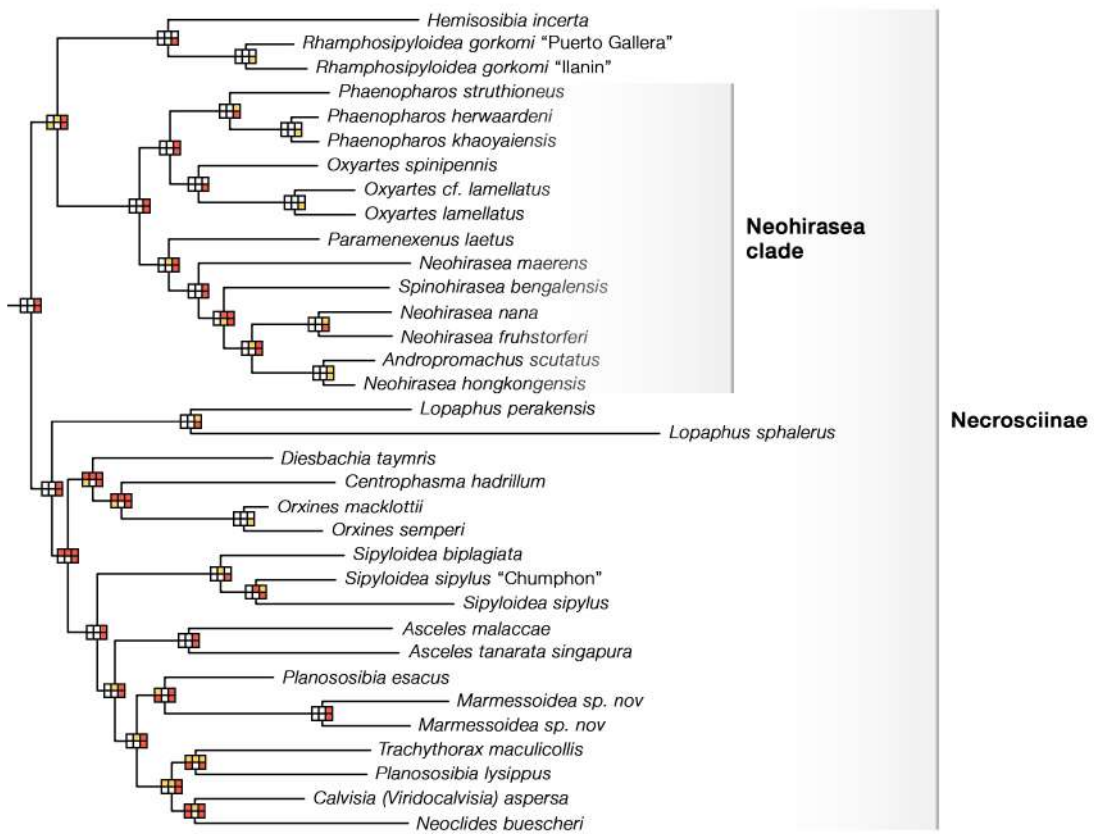 Hemisosibia incerta
Rhamphosipyloidea gorkomi “Puerto Gallera”
Rhamphosipyloidea gorkomi “Ilanin”
Phaenopharos struthioneus
Phaenopharos herwaardeni
Phaenopharos khaoyaiensis
Oxyartes spinipennis
Oxyartes cf. lamellatus
Oxyartes lamellatus
Paramenexenus laetus
Neohirasea maerens
Spinohirasea bengalensis
Neohirasea nana
Neohirasea fruhstorferi
Andropromachus scutatus
Neohirasea hongkongensis
Neohirasea
clade
Lopaphus perakensis
Lopaphus sphalerus
Necrosciinae
Diesbachia taymris
Centrophasma hadrillum
Orxines macklottii
Orxines semperi
Sipyloidea biplagiata
Sipyloidea sipylus “Chumphon”
Sipyloidea sipylus
Asceles malaccae
Asceles tanarata singapura
Planososibia esacus
Marmessoidea sp. nov
Marmessoidea sp. nov
Trachythorax maculicollis
Planososibia lysippus
Calvisia (Viridocalvisia) aspersa
Neoclides buescheri